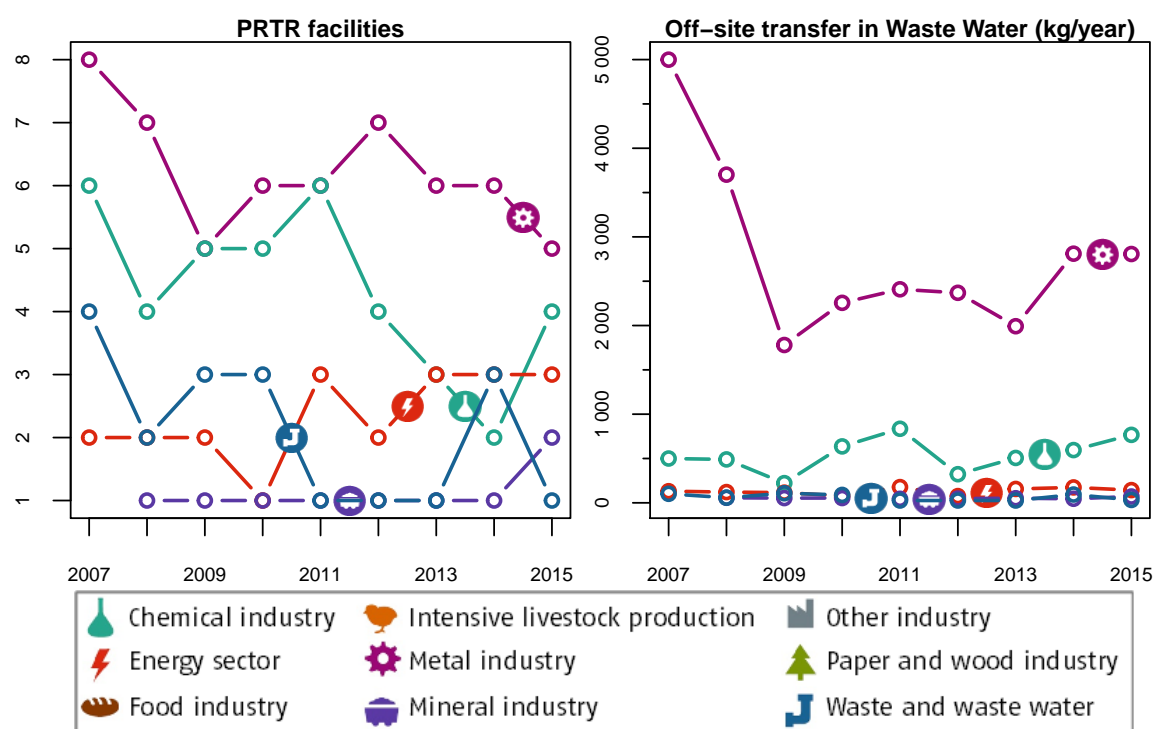 PRTR facilities
8
7
6
5
4
3
2
1
2007 2009 2011 2013 2015
Off−site transfer in Waste Water (kg/year)
5 000
4 000
3 000
2 000
1 000
0
2007 2009 2011 2013 2015
Chemical industry Intensive livestock production Other industry
Energy sector Metal industry Paper and wood industry
Food industry Mineral industry Waste and waste water